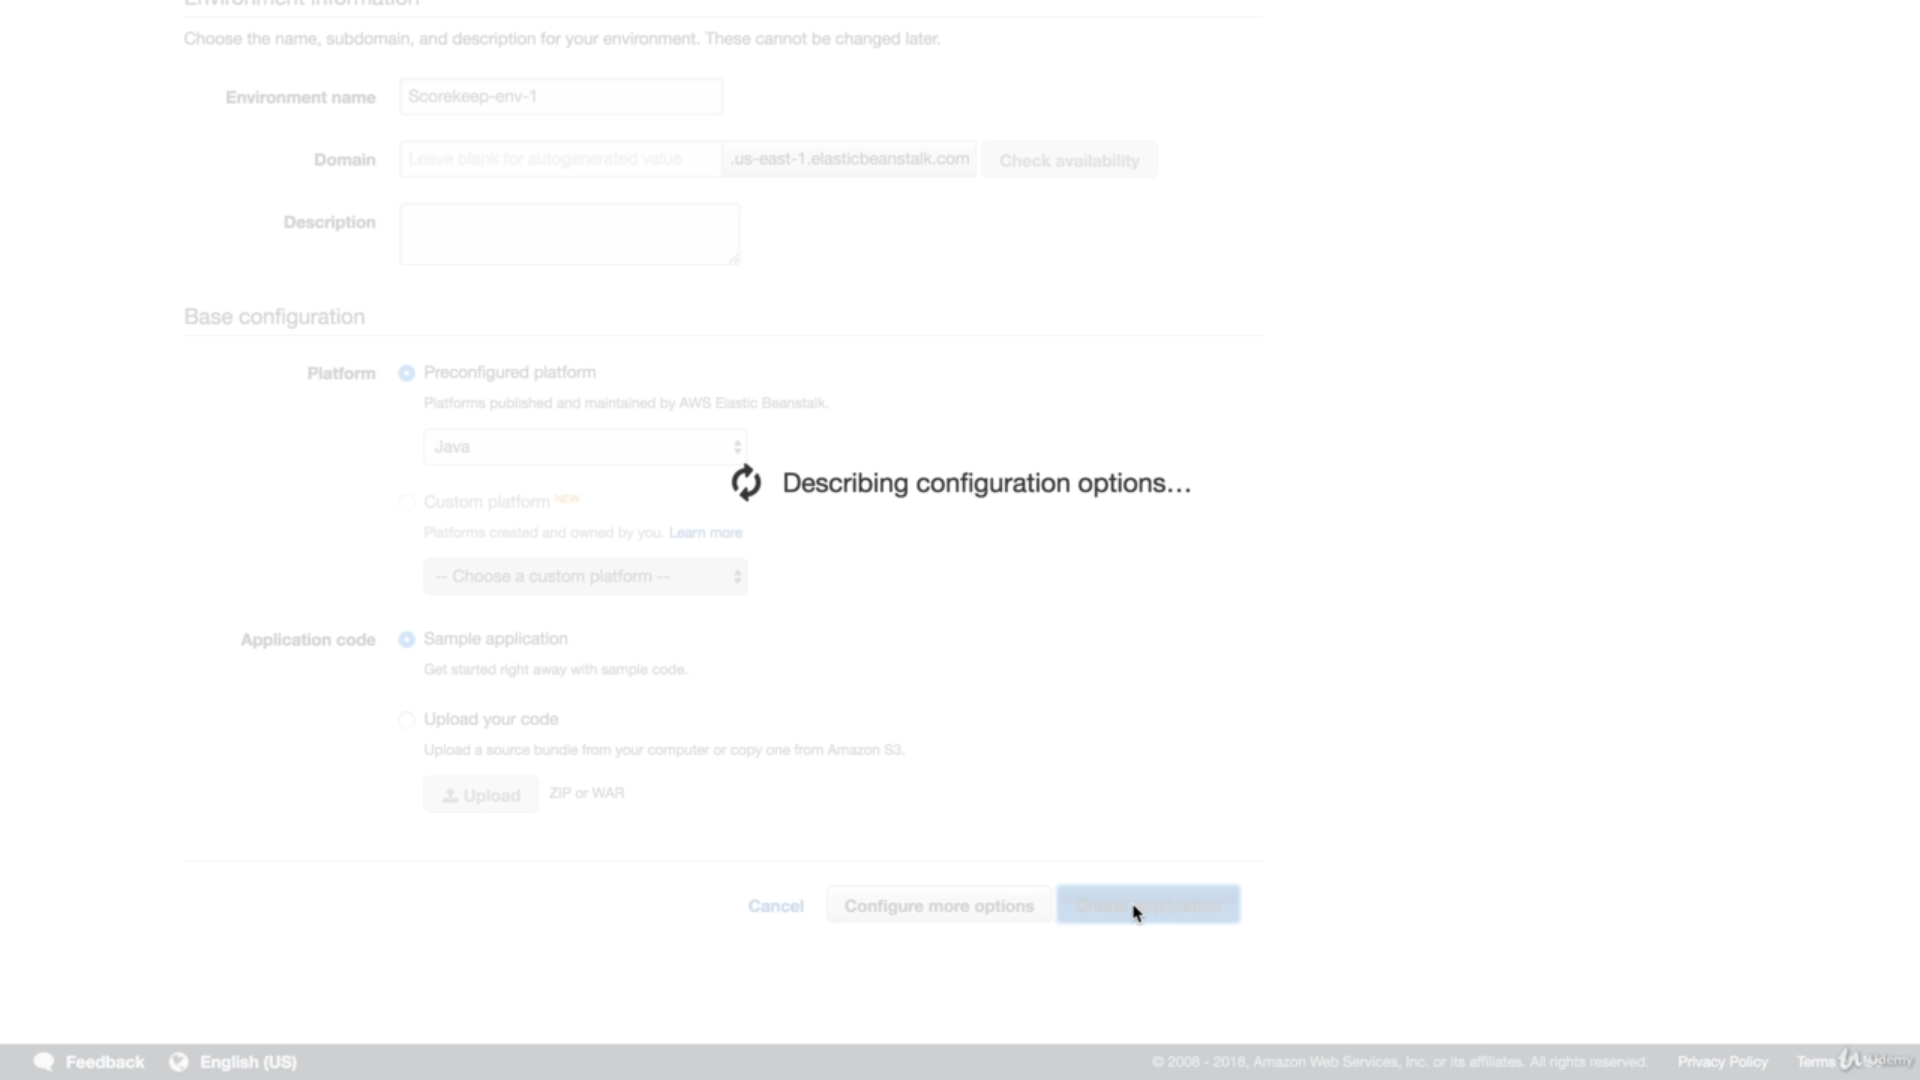 Environment information
Choose the name, subdomain, and description for your environment. These cannot be changed later.
Environment name Scorekeep-env-1
Domain Leave blank for autogenerated value .us-east-1.elasticbeanstalk.com Check availability
Description
Base configuration
Platform Preconfigured platform
Platforms published and maintained by AWS Elastic Beanstalk.
Java
Describing configuration options...
Custom platform NEW
Platforms created and owned by you. Learn more
-- Choose a custom platform --
Application code Sample application
Get started right away with sample code.
Upload your code
Upload a source bundle from your computer or copy one from Amazon S3.
Upload ZIP or WAR
Cancel Configure more options Create application
Feedback English (US) © 2008 - 2018, Amazon Web Services, Inc. or its affiliates. All rights reserved. Privacy Policy Terms Udemy